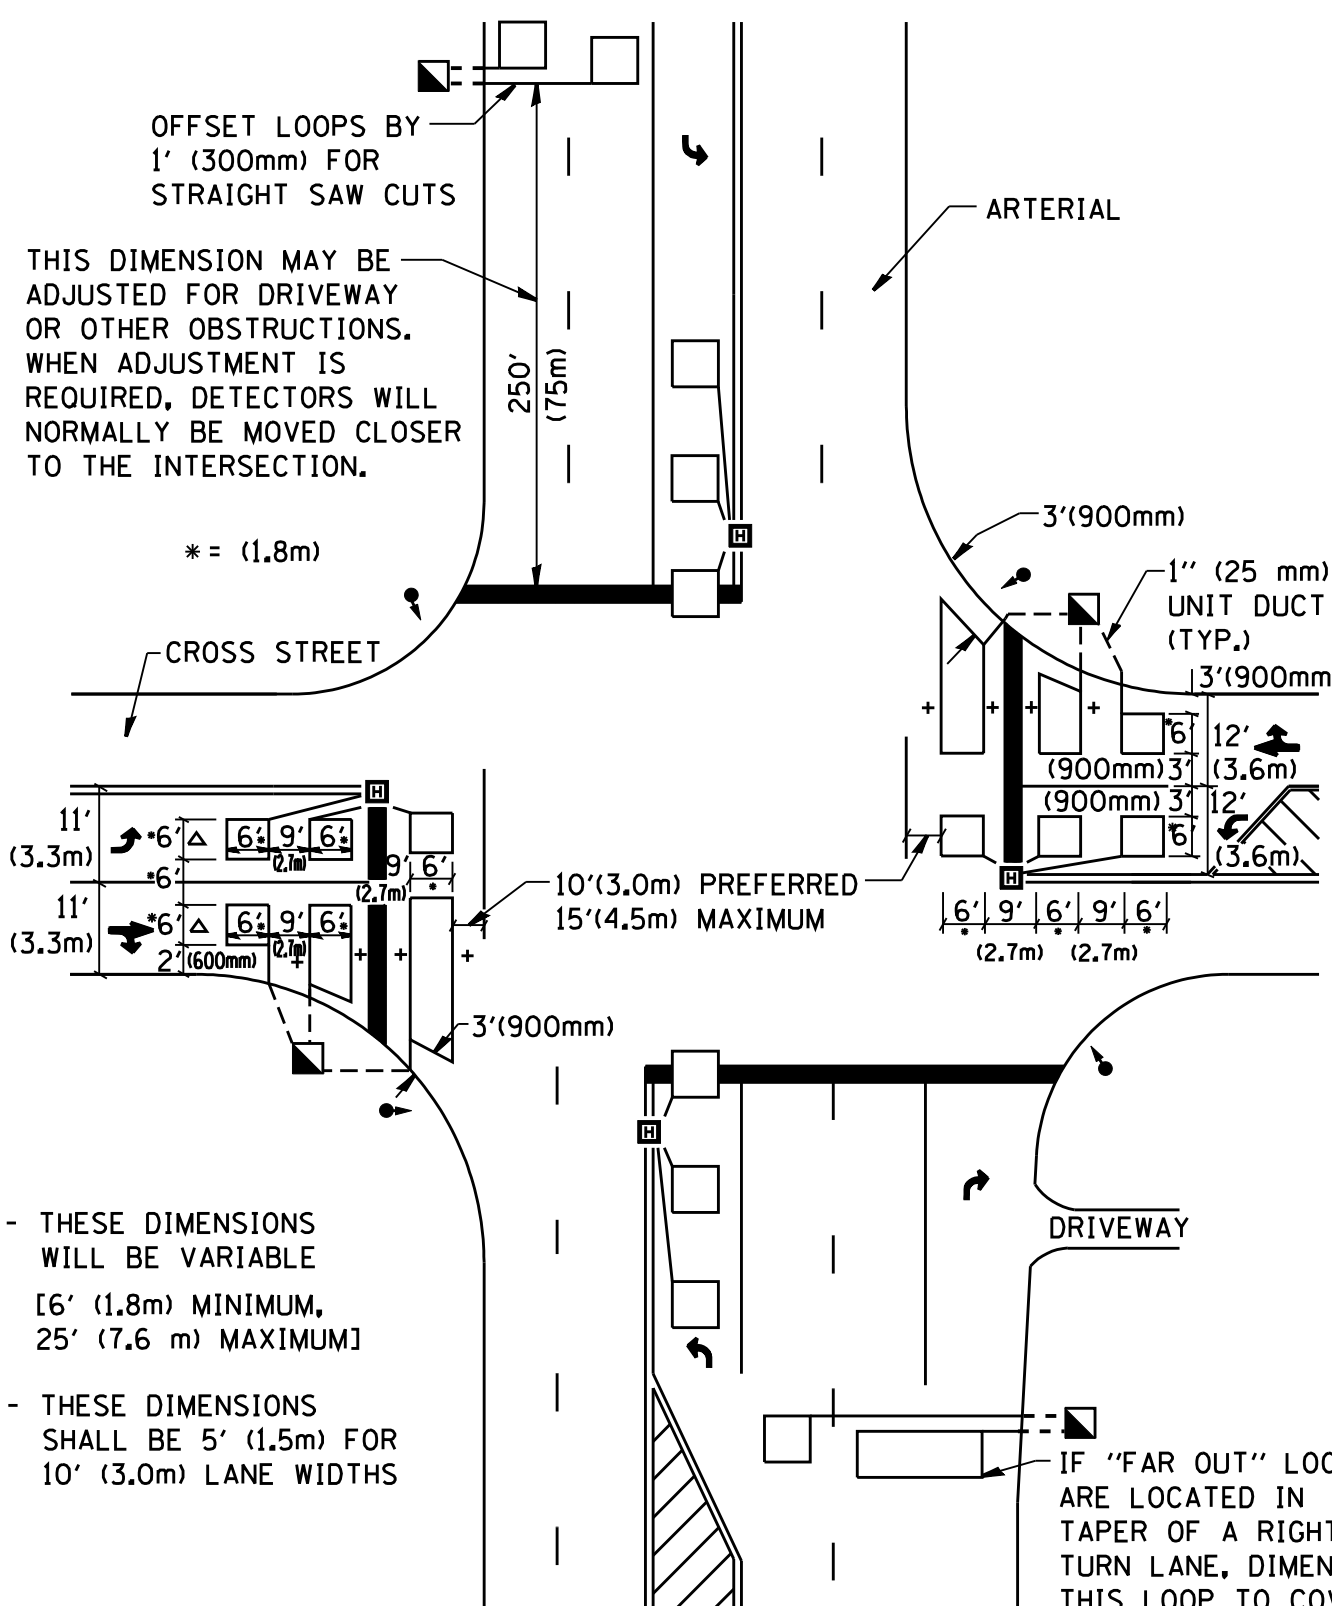 OFFSET LOOPS BY
1' (300mm) FOR
STRAIGHT SAW CUTS
ARTERIAL
THIS DIMENSION MAY BE
ADJUSTED FOR DRIVEWAY
OR OTHER OBSTRUCTIONS.
WHEN ADJUSTMENT IS
REQUIRED, DETECTORS WILL
NORMALLY BE MOVED CLOSER
TO THE INTERSECTION.
250'
(75m)
* = (1.8m)
H
3'(900mm)
1'' (25 mm)
UNIT DUCT
(TYP.)
CROSS STREET
3'(900mm
+ + + +
*6'
12'
(3.6m)
(900mm) 3'
(900mm) 3'
12'
*6'
(3.6m)
H
6' 9' 6' 9' 6'
* * *
(2.7m) (2.7m)
H
11'
(3.3m)
*6'
6'* 9' 6'*
(2.7m)
*6'
9' 6'
(2.7m) *
11'
(3.3m)
*6'
6'* 9' 6'*
(2.7m)
2' (600mm)
+ + + +
10'(3.0m) PREFERRED
15'(4.5m) MAXIMUM
3'(900mm)
H
DRIVEWAY
- THESE DIMENSIONS
WILL BE VARIABLE
[6' (1.8m) MINIMUM,
25' (7.6 m) MAXIMUM]
- THESE DIMENSIONS
SHALL BE 5' (1.5m) FOR
10' (3.0m) LANE WIDTHS
IF "FAR OUT" LOO
ARE LOCATED IN
TAPER OF A RIGHT
TURN LANE, DIMEN
THIS LOOP TO COV